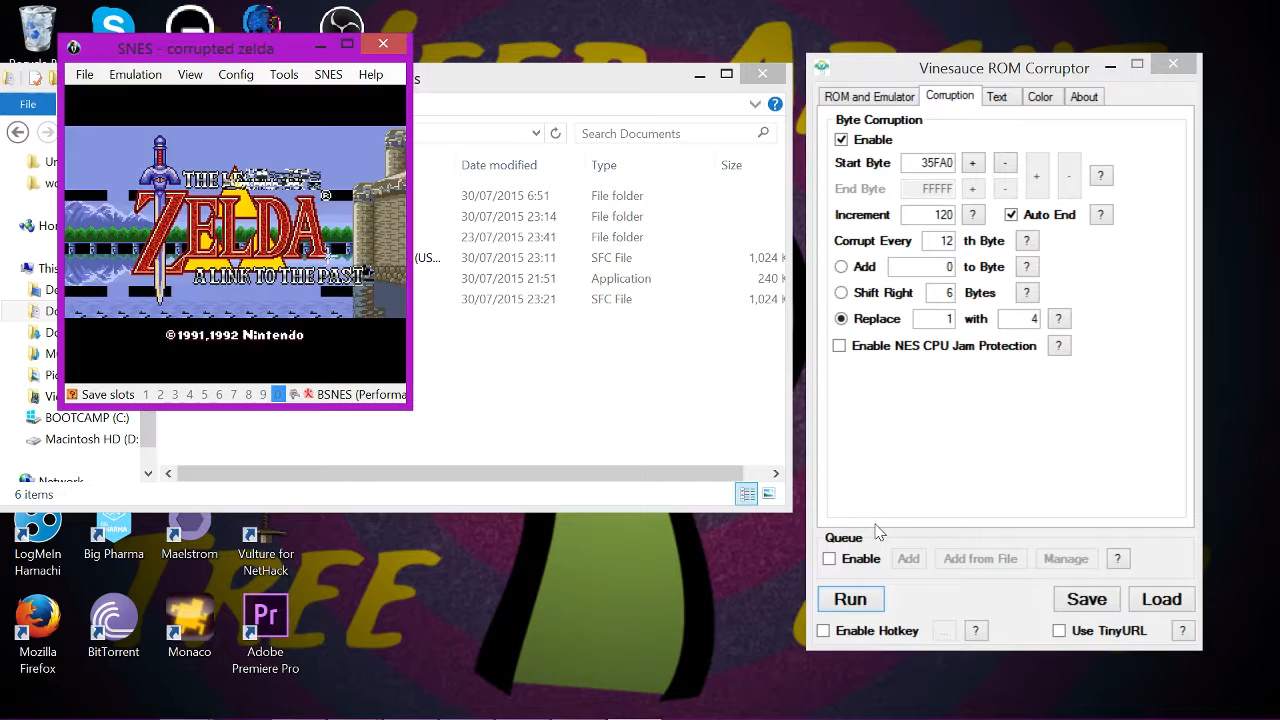 SNES - corrupted zelda
File Emulation View Config Tools SNES Help
THE
ZELDA
A LINK TO THE PAST
©1991,1992 Nintendo
Save slots 1 2 3 4 5 6 7 8 9 0 BSNES (Performa
File
Search Documents
Date modified Type Size
30/07/2015 6:51 File folder
30/07/2015 23:14 File folder
23/07/2015 23:41 File folder
(US... 30/07/2015 23:11 SFC File 1,024 K
30/07/2015 21:51 Application 240 K
30/07/2015 23:21 SFC File 1,024 K
BOOTCAMP (C:)
Macintosh HD (D:
Network
6 items
Vinesauce ROM Corruptor
ROM and Emulator Corruption Text Color About
Byte Corruption
Enable
Start Byte 35FA0 + - + - ?
End Byte FFFFF + -
Increment 120 ? Auto End ?
Corrupt Every 12 th Byte ?
Add 0 to Byte ?
Shift Right 6 Bytes ?
Replace 1 with 4 ?
Enable NES CPU Jam Protection ?
Queue
Enable Add Add from File Manage ?
Run Save Load
Enable Hotkey ... ? Use TinyURL ?
LogMeIn Hamachi
Big Pharma
Maelstrom
Vulture for NetHack
Mozilla Firefox
BitTorrent
Monaco
Pr
Adobe Premiere Pro
TREE